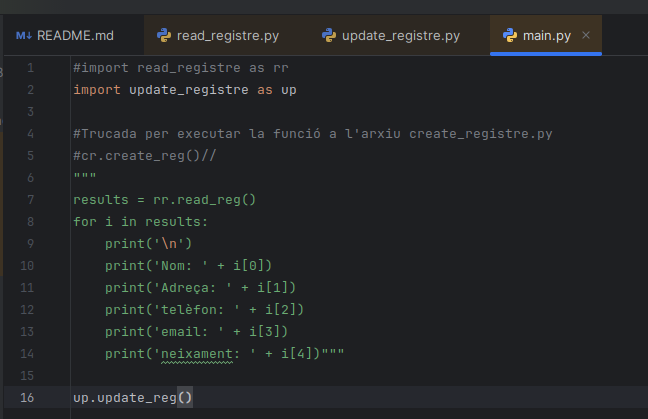 README.md read_registre.py update_registre.py main.py
1 #import read_registre as rr
2 import update_registre as up
3
4 #Trucada per executar la funció a l'arxiu create_registre.py
5 #cr.create_reg()//
6 """
7 results = rr.read_reg()
8 for i in results:
9     print('\n')
10     print('Nom: ' + i[0])
11     print('Adreça: ' + i[1])
12     print('telèfon: ' + i[2])
13     print('email: ' + i[3])
14     print('neixament: ' + i[4])"""
15
16 up.update_reg()